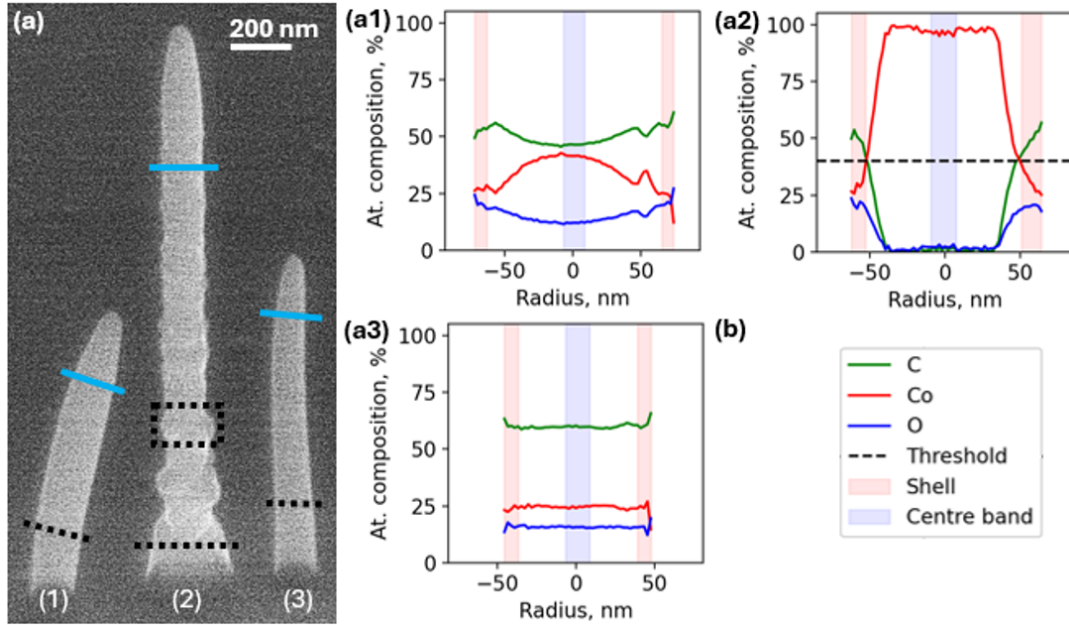 (a)
200 nm
(1)
(2)
(3)
(a1)
100
75
50
25
0
At. composition, %
−50
0
50
Radius, nm
(a2)
100
75
50
25
0
At. composition, %
−50
0
50
Radius, nm
(a3)
100
75
50
25
0
At. composition, %
−50
0
50
Radius, nm
(b)
C
Co
O
Threshold
Shell
Centre band